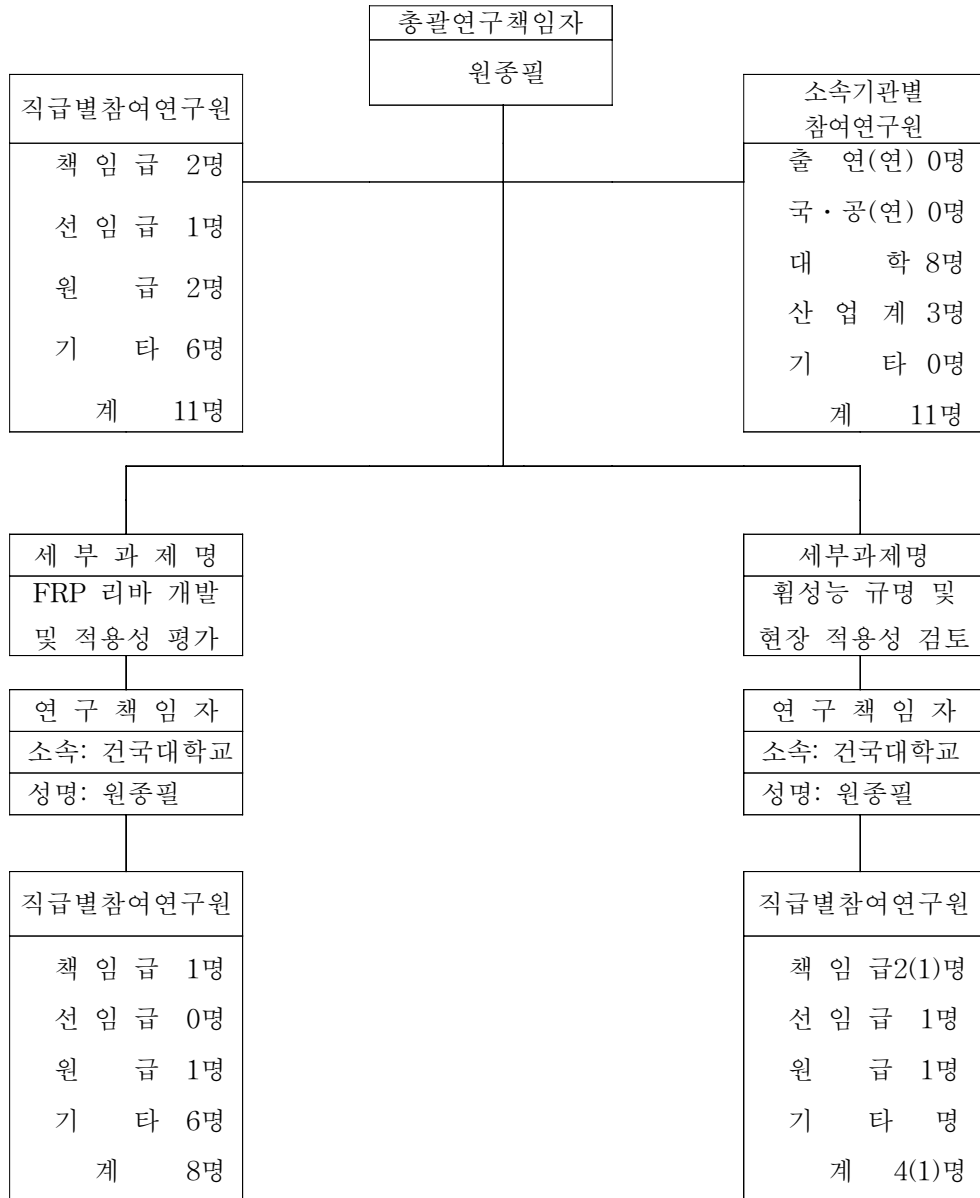 총괄연구책임자
원종필
직급별참여연구원
책 임 급 2명
선 임 급 1명
원 급 2명
기 타 6명
계 11명
소속기관별
참여연구원
출 연(연) 0명
국・공(연) 0명
대 학 8명
산 업 계 3명
기 타 0명
계 11명
세 부 과 제 명
FRP 리바 개발
및 적용성 평가
연 구 책 임 자
소속: 건국대학교
성명: 원종필
직급별참여연구원
책 임 급 1명
선 임 급 0명
원 급 1명
기 타 6명
계 8명
세부과제명
휨성능 규명 및
현장 적용성 검토
연 구 책 임 자
소속: 건국대학교
성명: 원종필
직급별참여연구원
책 임 급2(1)명
선 임 급 1명
원 급 1명
기 타 명
계 4(1)명